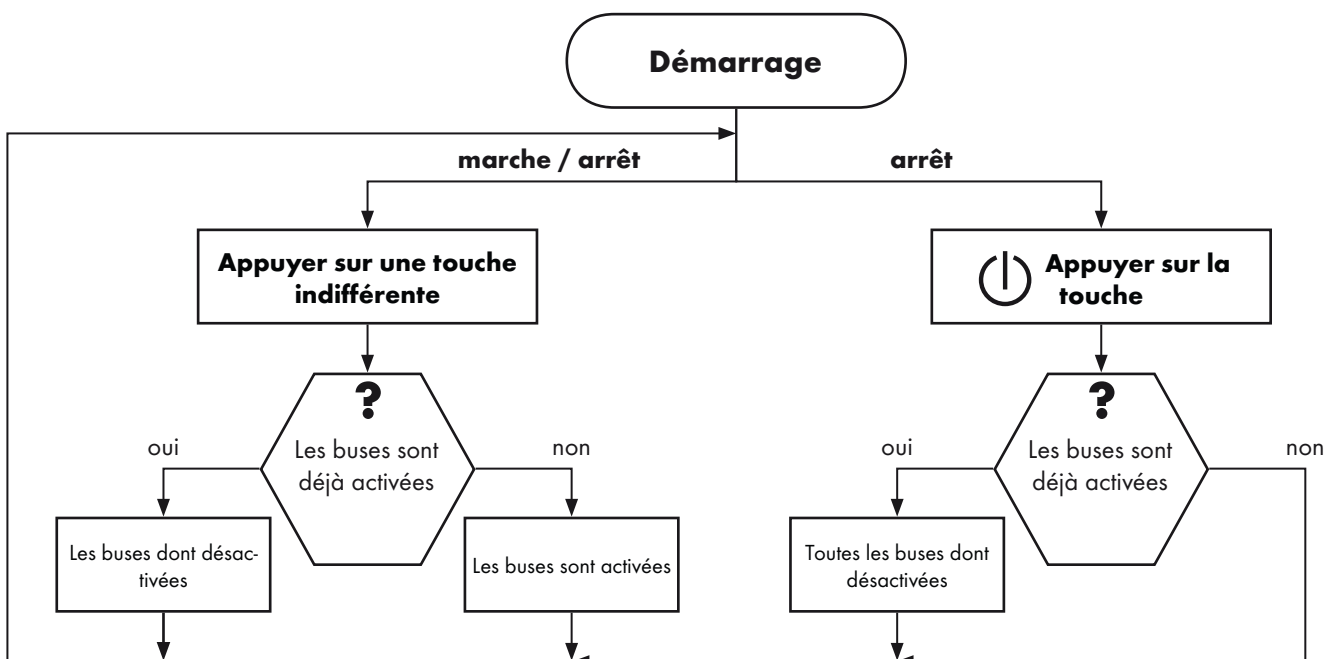 Démarrage
marche / arrêt
arrêt
Appuyer sur une touche
indifférente
Appuyer sur la
touche
?
Les buses sont
déjà activées
oui
non
?
Les buses sont
déjà activées
oui
non
Les buses dont désac-
tivées
Les buses sont activées
Toutes les buses dont
désactivées